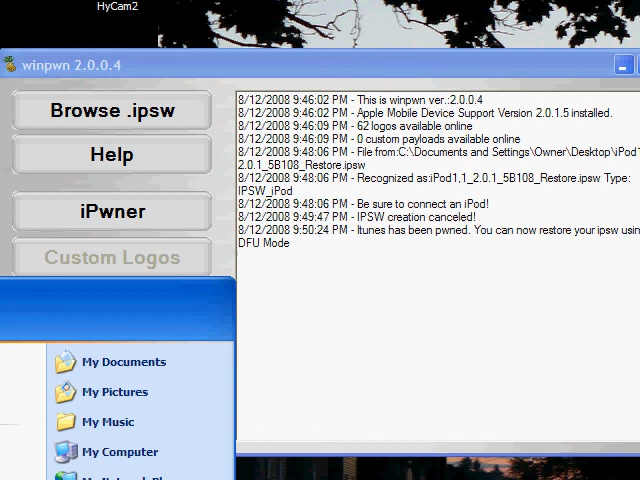 HyCam2
winpwn 2.0.0.4
Browse .ipsw
Help
iPwner
Custom Logos
8/12/2008 9:46:02 PM - This is winpwn ver.:2.0.0.4
8/12/2008 9:46:02 PM - Apple Mobile Device Support Version 2.0.1.5 installed.
8/12/2008 9:46:09 PM - 62 logos available online
8/12/2008 9:46:09 PM - 0 custom payloads available online
8/12/2008 9:48:06 PM - File from:C:\Documents and Settings\Owner\Desktop\iPod1
2.0.1_5B108_Restore.ipsw
8/12/2008 9:48:06 PM - Recognized as:iPod1,1_2.0.1_5B108_Restore.ipsw Type:
IPSW_iPod
8/12/2008 9:48:06 PM - Be sure to connect an iPod!
8/12/2008 9:49:47 PM - IPSW creation canceled!
8/12/2008 9:50:24 PM - Itunes has been pwned. You can now restore your ipsw usin
DFU Mode
My Documents
My Pictures
My Music
My Computer